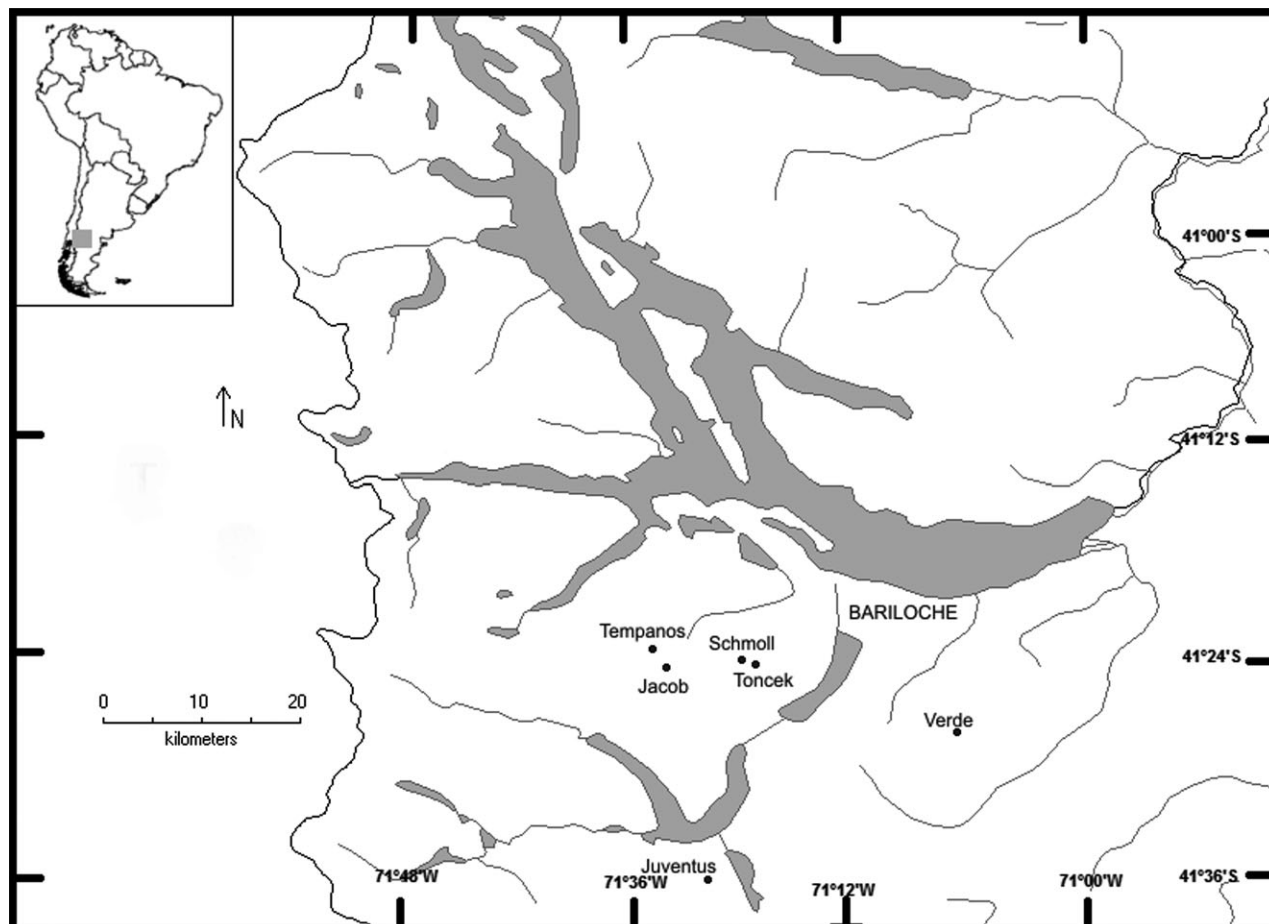 41°00'S
N
41°12'S
BARILOCHE
Tempanos
Schmoll
41°24'S
Jacob
Toncek
0 10 20
Verde
kilometers
Juventus
71°48'W
71°36'W
71°12'W
71°00'W
41°36'S